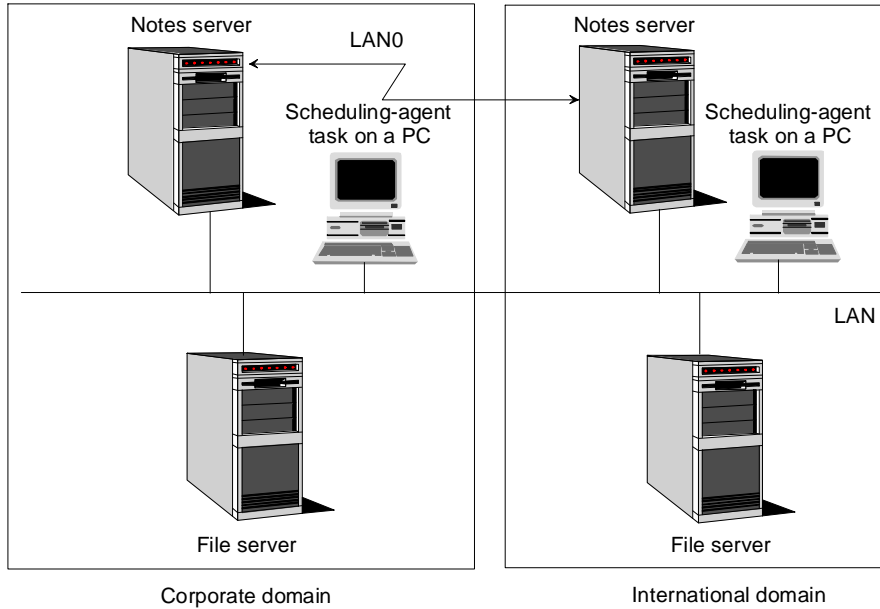 Notes server
LAN0
Notes server
Scheduling-agent
task on a PC
Scheduling-agent
task on a PC
LAN
File server
File server
Corporate domain
International domain